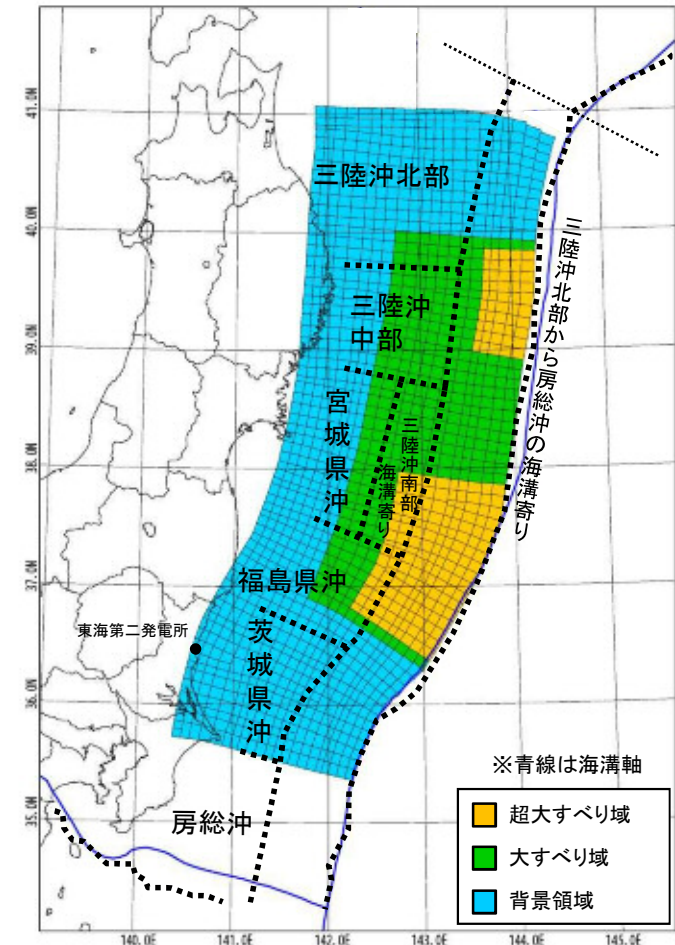 41.0N
三陸沖北部
40.0N
三陸沖北部から房総沖の海溝寄り
三陸沖
中部
39.0N
宮城県沖
三陸沖南部
海溝寄り
38.0N
37.0N
福島県沖
東海第二発電所
茨城県沖
36.0N
※青線は海溝軸
35.0N
房総沖
超大すべり域
大すべり域
背景領域
140.0E
141.0E
142.0E
143.0E
144.0E
145.0E